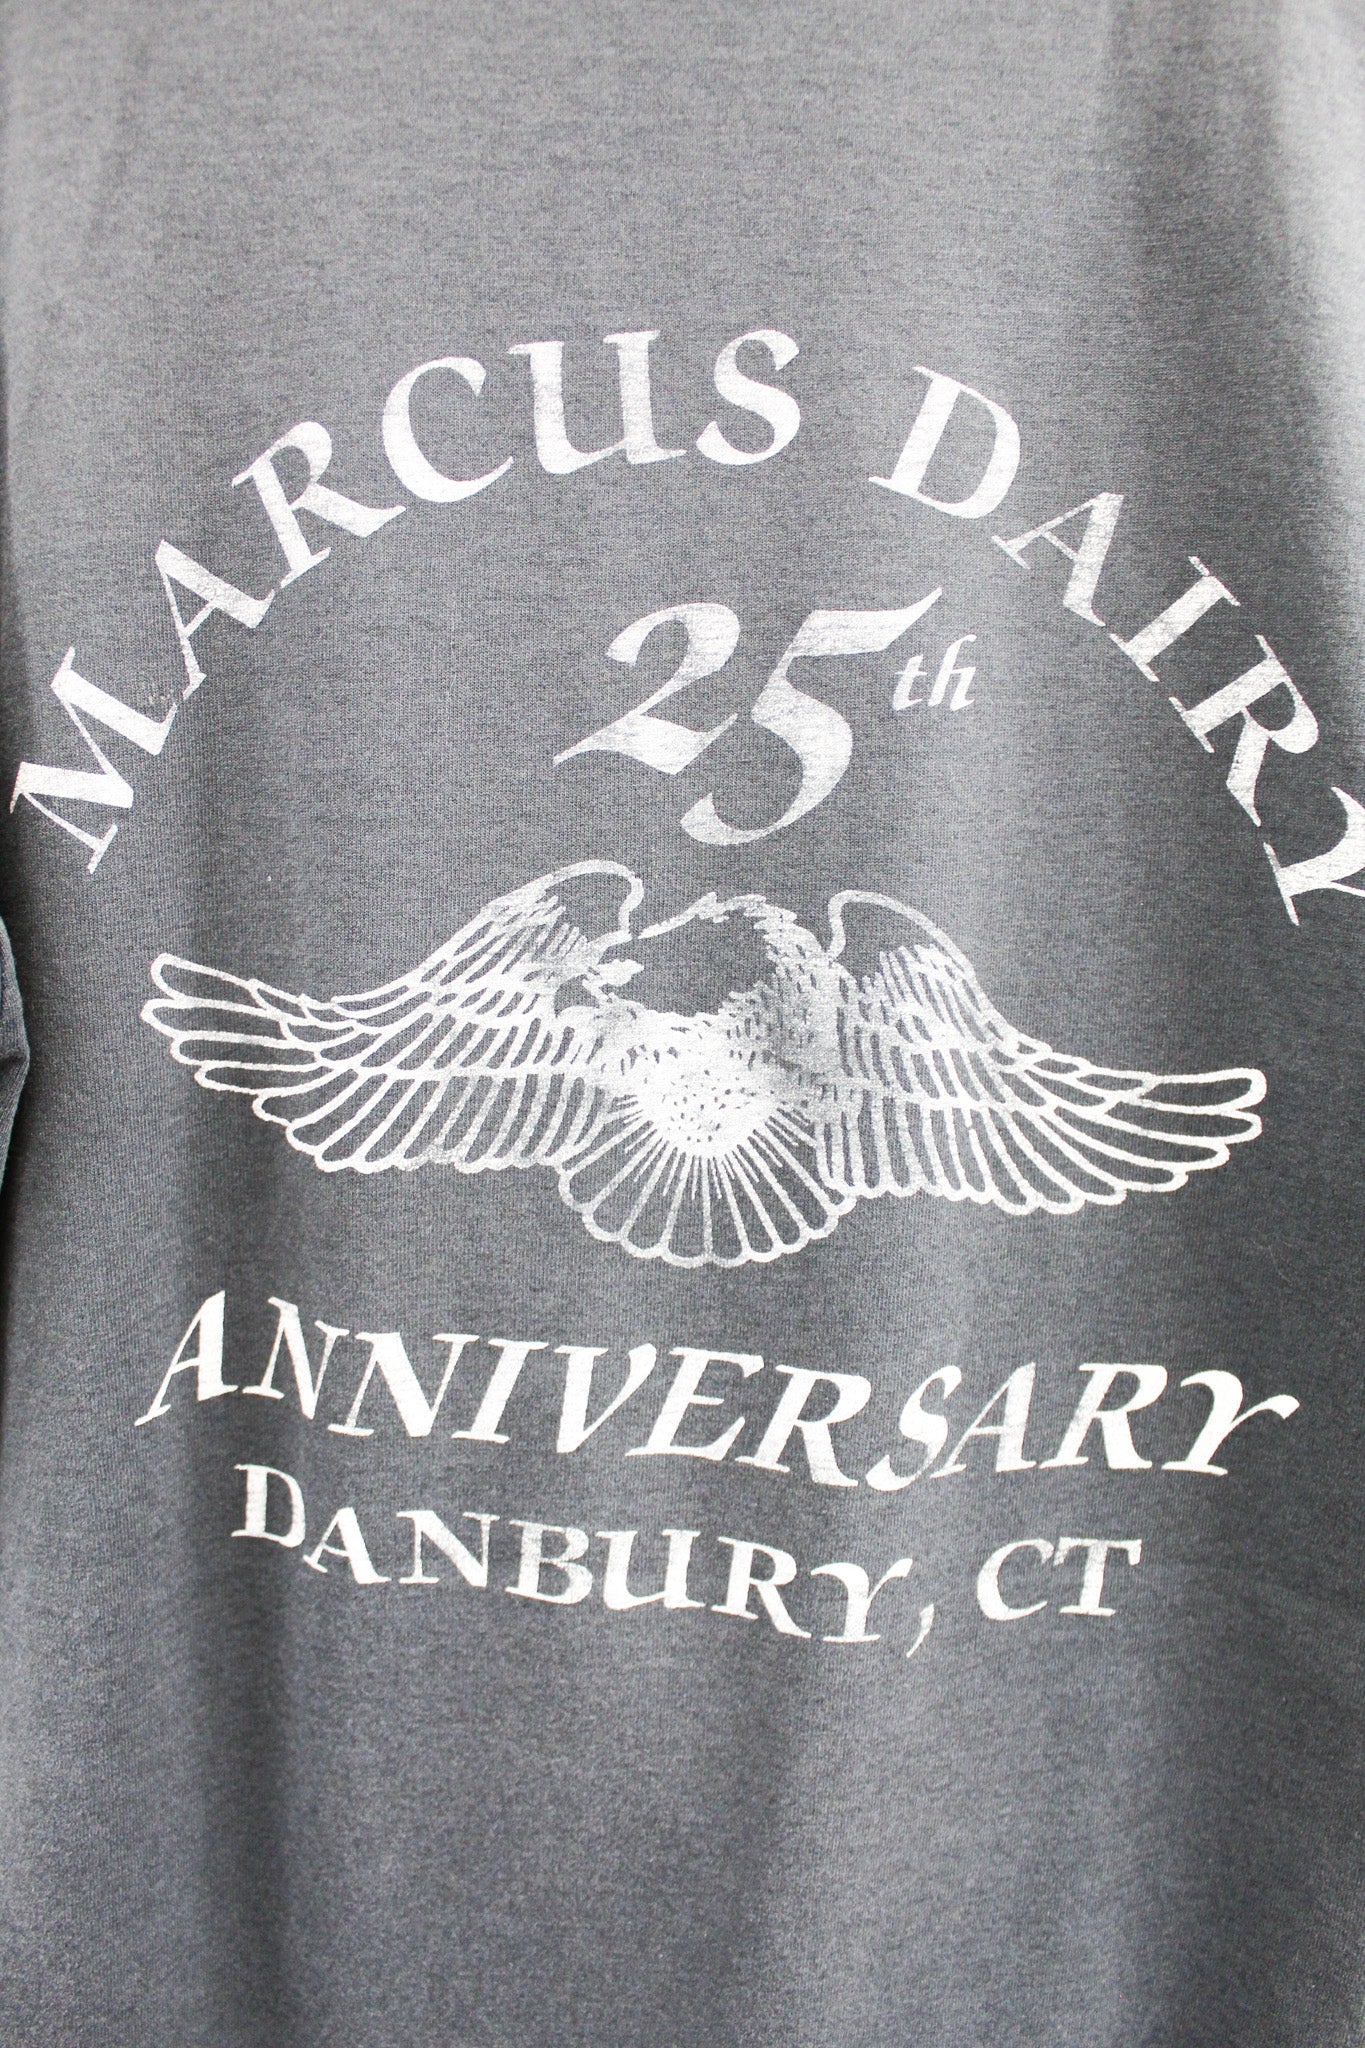 MARCUS DAIRY
25th
ANNIVERSARY
DANBURY, CT